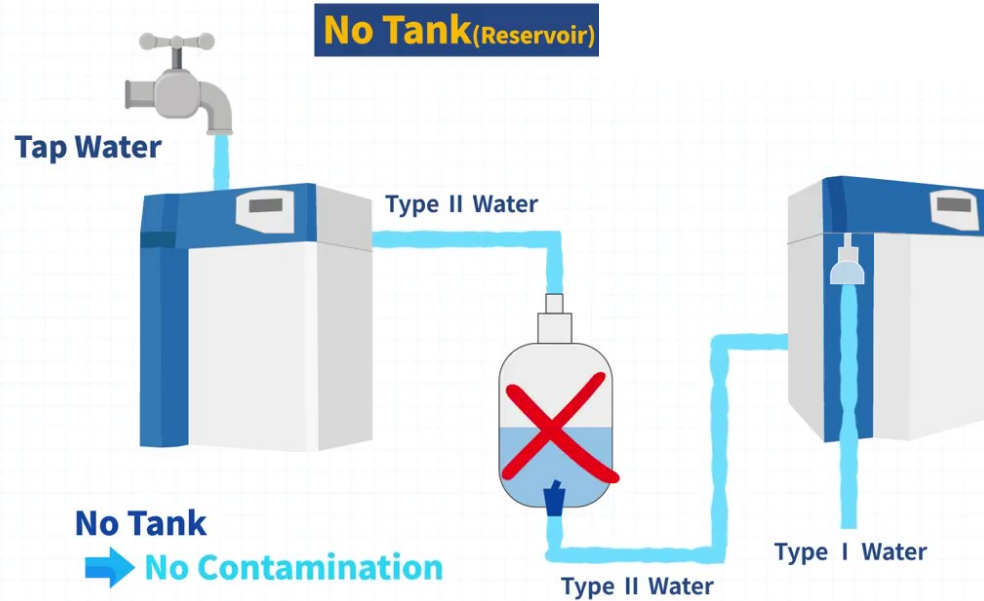 No Tank(Reservoir)
Tap Water
Type II Water
No Tank
No Contamination
Type II Water
Type I Water